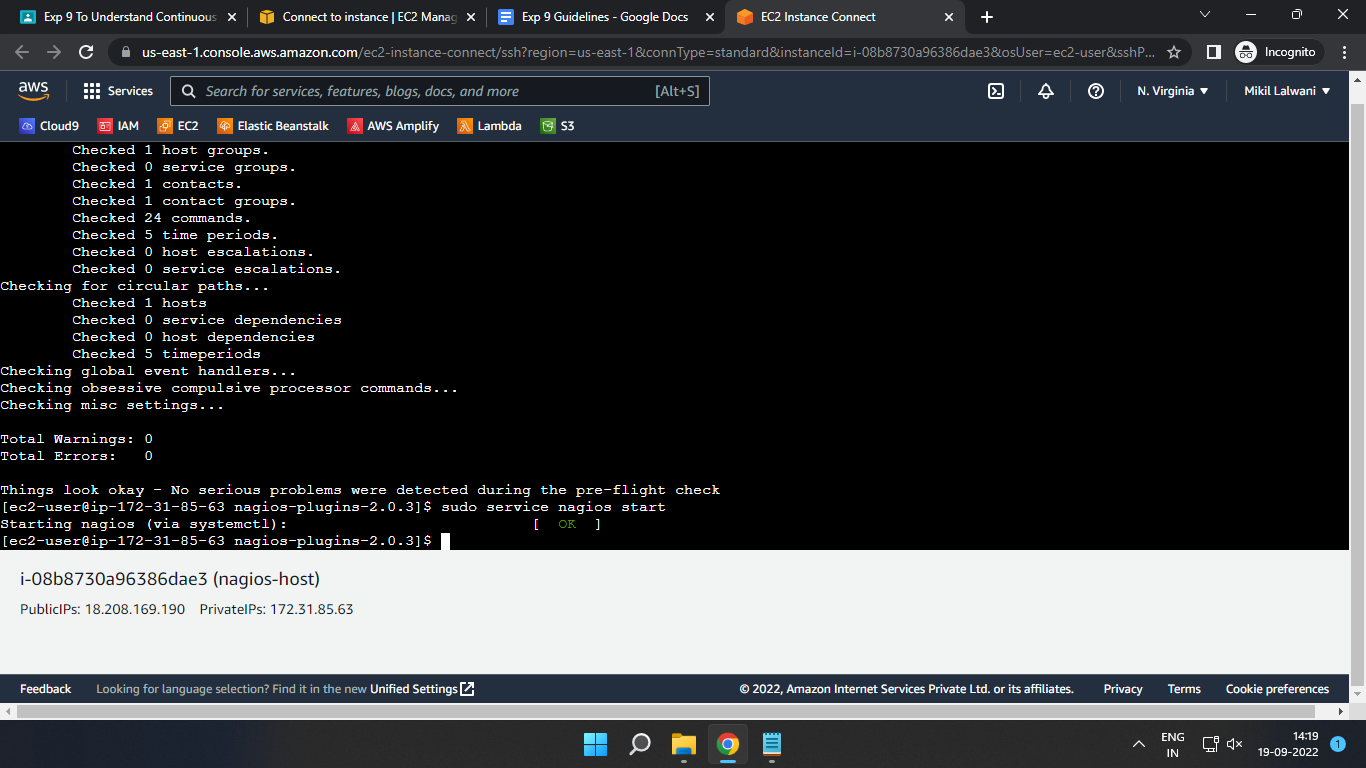 Exp 9 To Understand Continuous
Connect to instance | EC2 Manag
Exp 9 Guidelines - Google Docs
EC2 Instance Connect
us-east-1.console.aws.amazon.com/ec2-instance-connect/ssh?region=us-east-1&connType=standard&instanceId=i-08b8730a96386dae3&osUser=ec2-user&sshP...
Incognito
aws
Services
Search for services, features, blogs, docs, and more
[Alt+S]
N. Virginia
Mikil Lalwani
Cloud9
IAM
EC2
Elastic Beanstalk
AWS Amplify
Lambda
S3
Checked 1 host groups.
Checked 0 service groups.
Checked 1 contacts.
Checked 1 contact groups.
Checked 24 commands.
Checked 5 time periods.
Checked 0 host escalations.
Checked 0 service escalations.
Checking for circular paths...
Checked 1 hosts
Checked 0 service dependencies
Checked 0 host dependencies
Checked 5 timeperiods
Checking global event handlers...
Checking obsessive compulsive processor commands...
Checking misc settings...
Total Warnings: 0
Total Errors:   0
Things look okay - No serious problems were detected during the pre-flight check
[ec2-user@ip-172-31-85-63 nagios-plugins-2.0.3]$ sudo service nagios start
Starting nagios (via systemctl):                           [  OK  ]
[ec2-user@ip-172-31-85-63 nagios-plugins-2.0.3]$
i-08b8730a96386dae3 (nagios-host)
PublicIPs: 18.208.169.190 PrivateIPs: 172.31.85.63
Feedback
Looking for language selection? Find it in the new Unified Settings
© 2022, Amazon Internet Services Private Ltd. or its affiliates.
Privacy
Terms
Cookie preferences
ENG
IN
14:19
19-09-2022
1